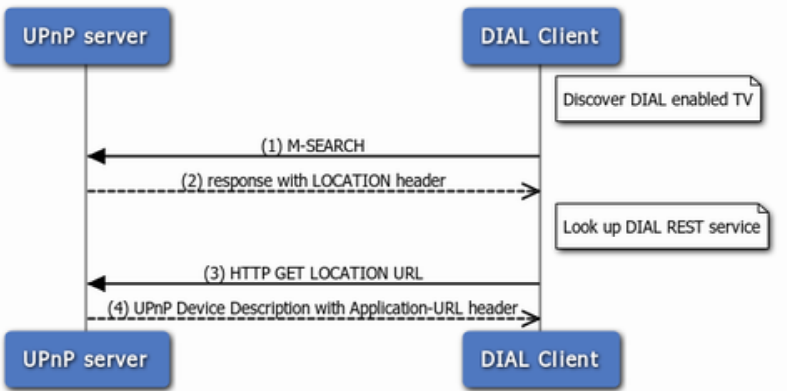 UPnP server
DIAL Client
Discover DIAL enabled TV
(1) M-SEARCH
(2) response with LOCATION header
Look up DIAL REST service
(3) HTTP GET LOCATION URL
(4) UPnP Device Description with Application-URL header
UPnP server
DIAL Client